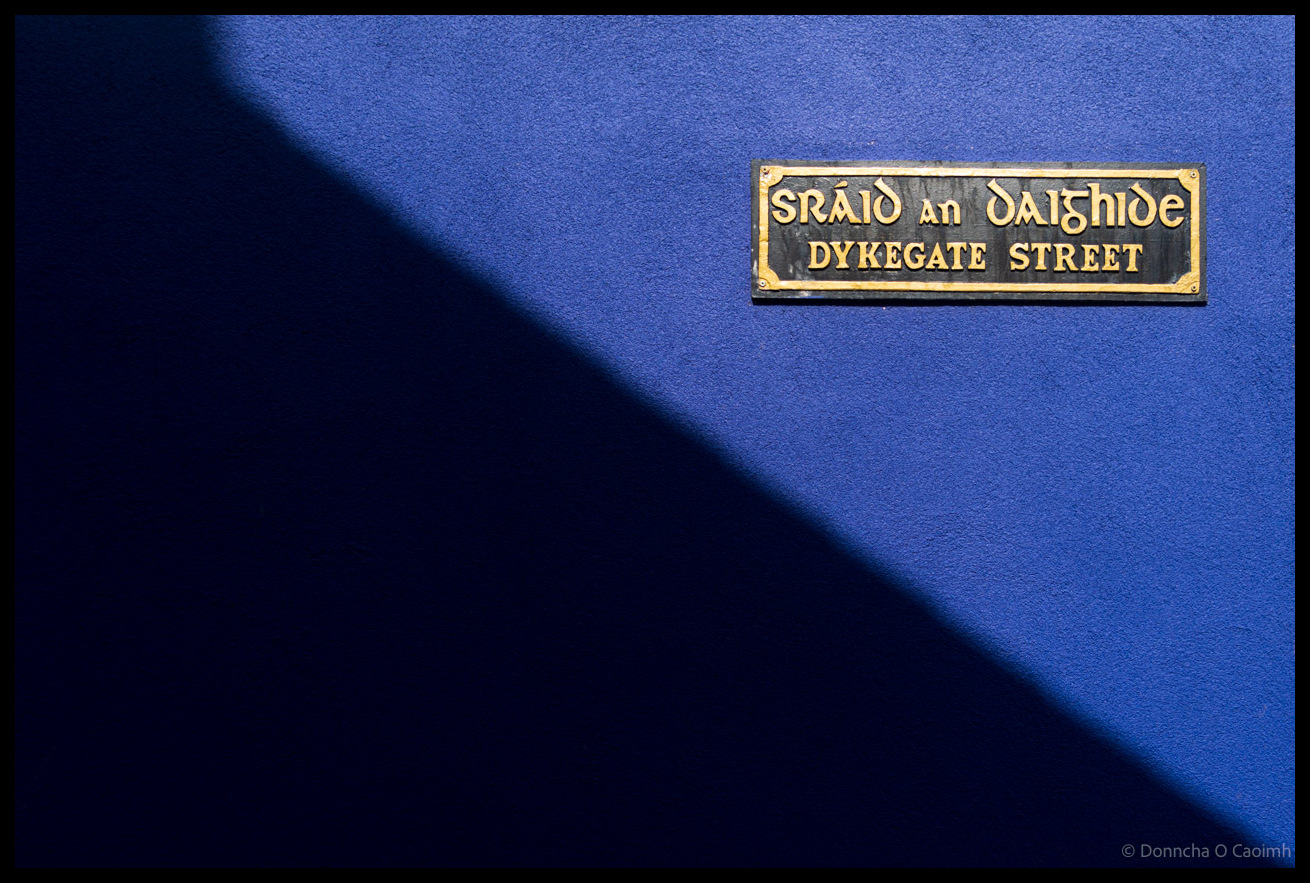 SRÁID AN DAIGHIDE
DYKEGATE STREET
© Donncha O Caoimh